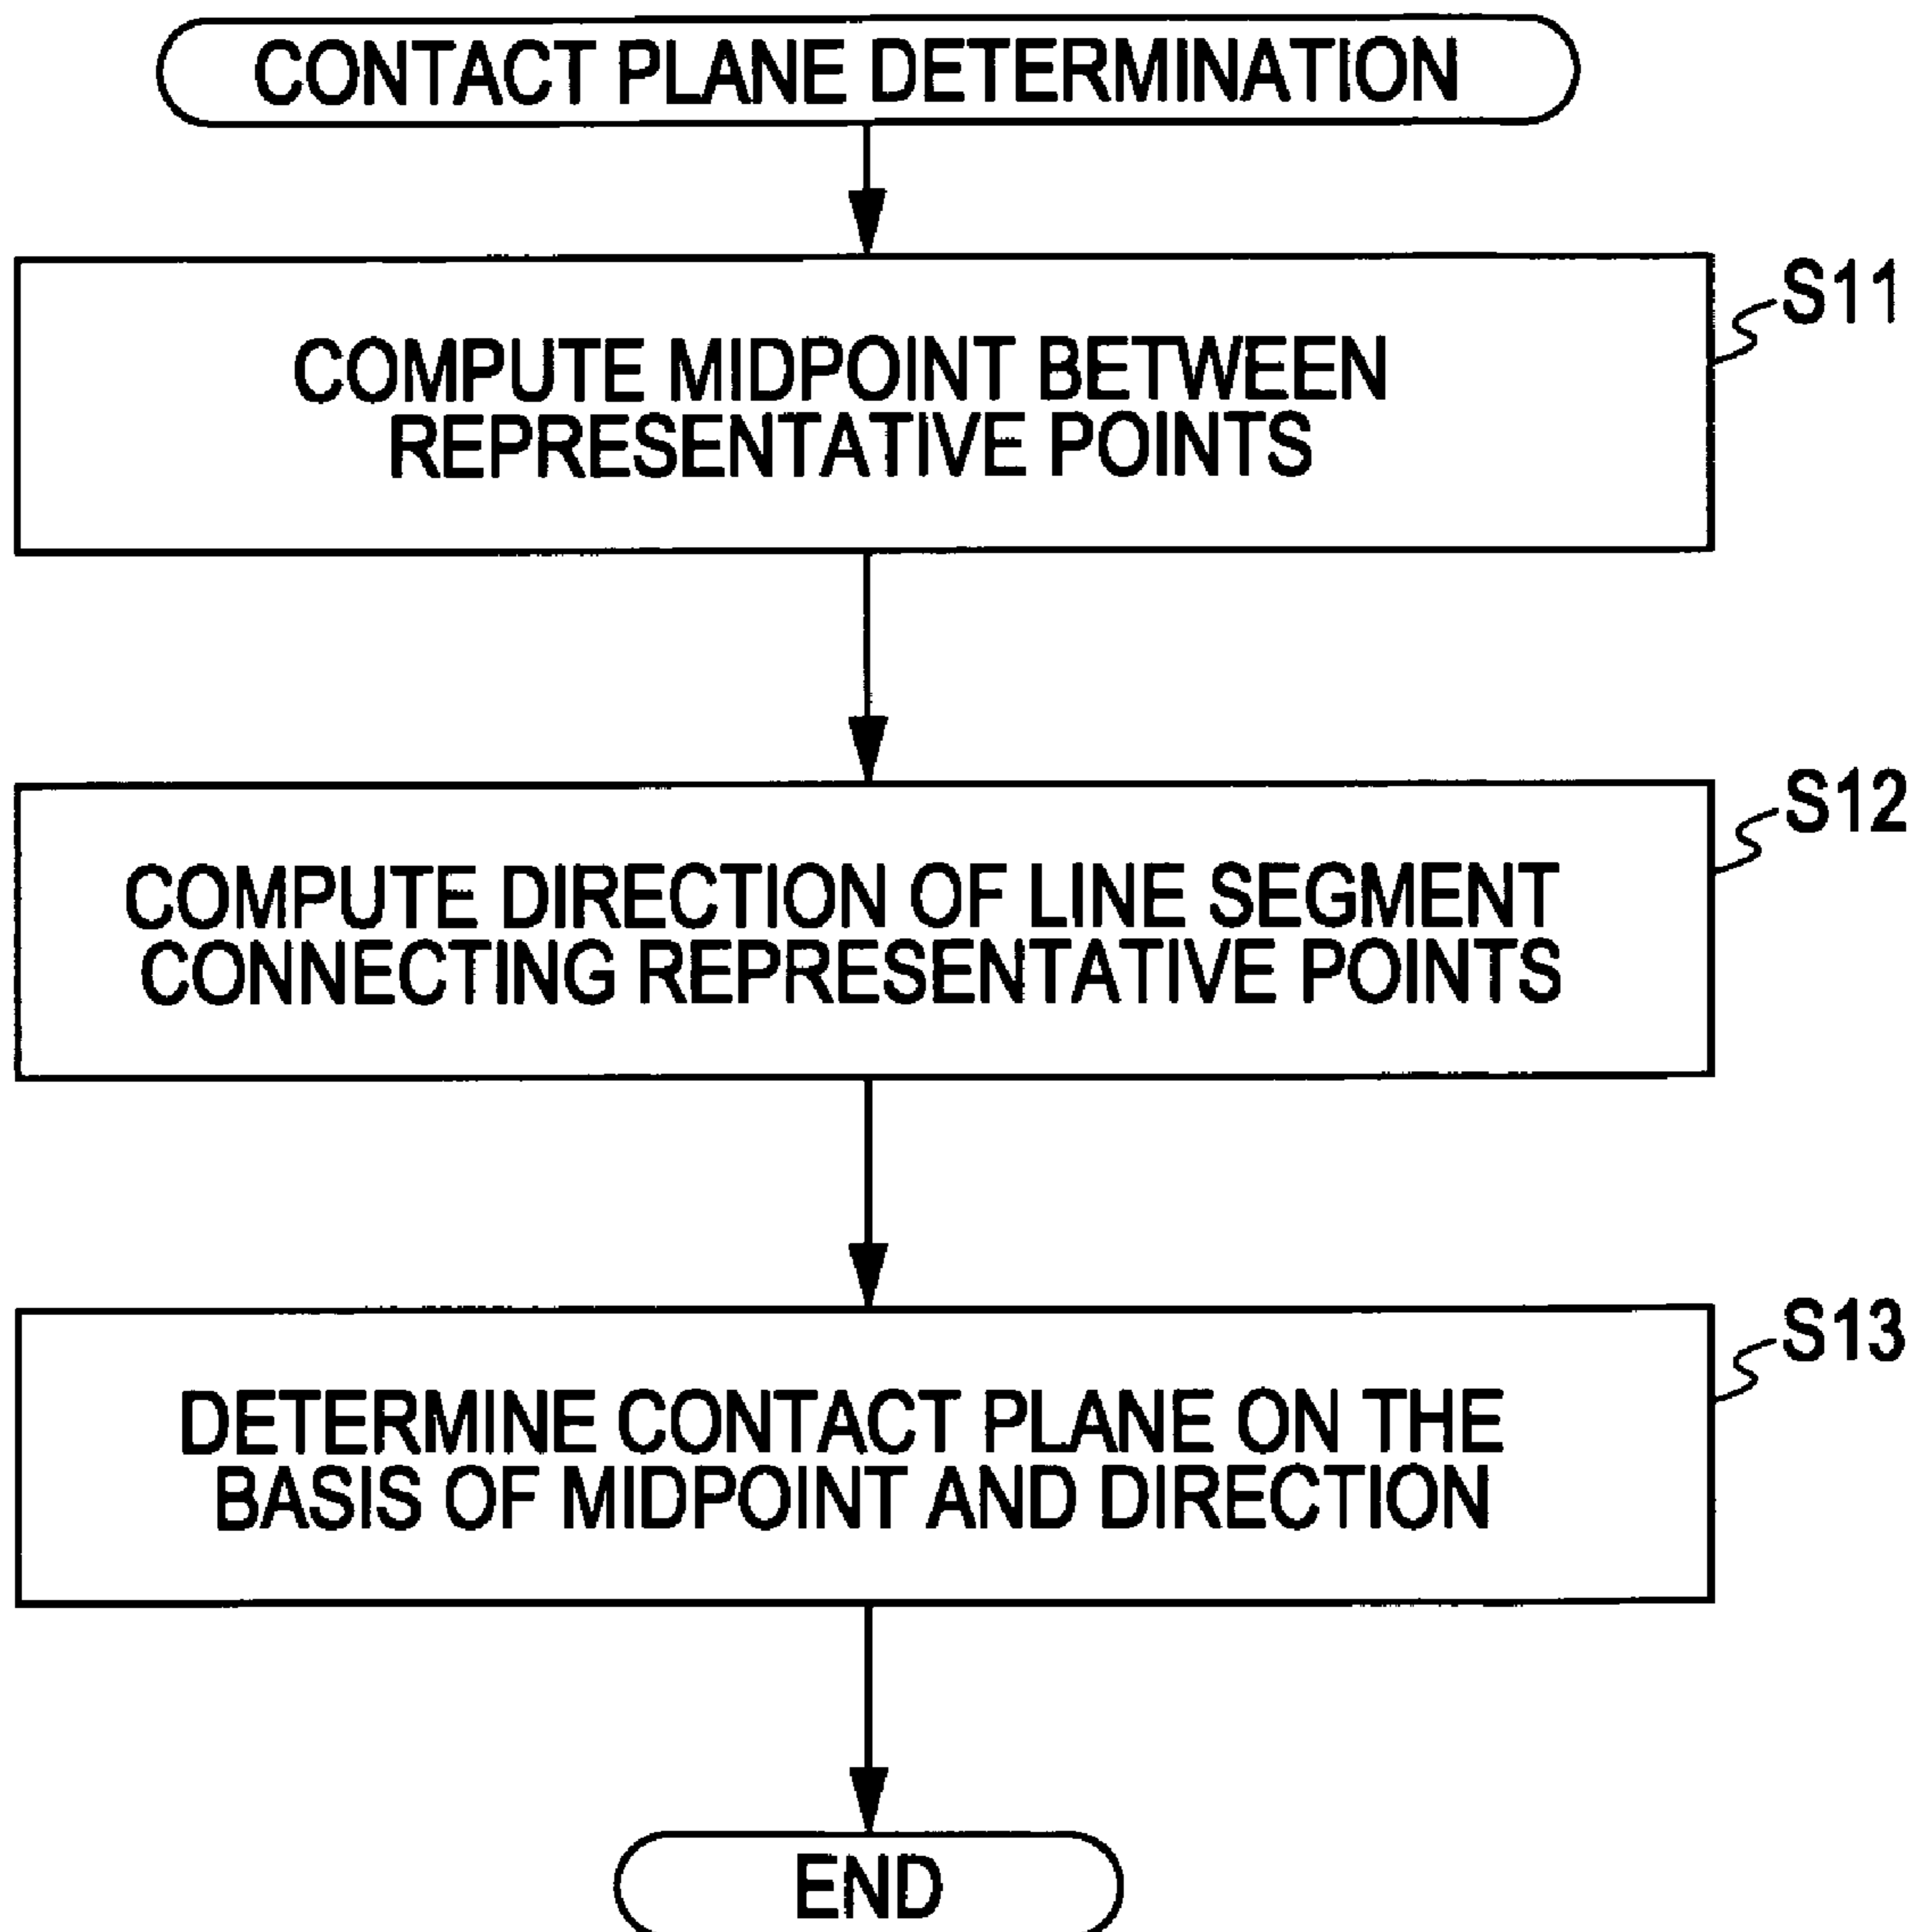 CONTACT PLANE DETERMINATION
S11
COMPUTE MIDPOINT BETWEEN
REPRESENTATIVE POINTS
S12
COMPUTE DIRECTION OF LINE SEGMENT
CONNECTING REPRESENTATIVE POINTS
S13
DETERMINE CONTACT PLANE ON THE
BASIS OF MIDPOINT AND DIRECTION
END